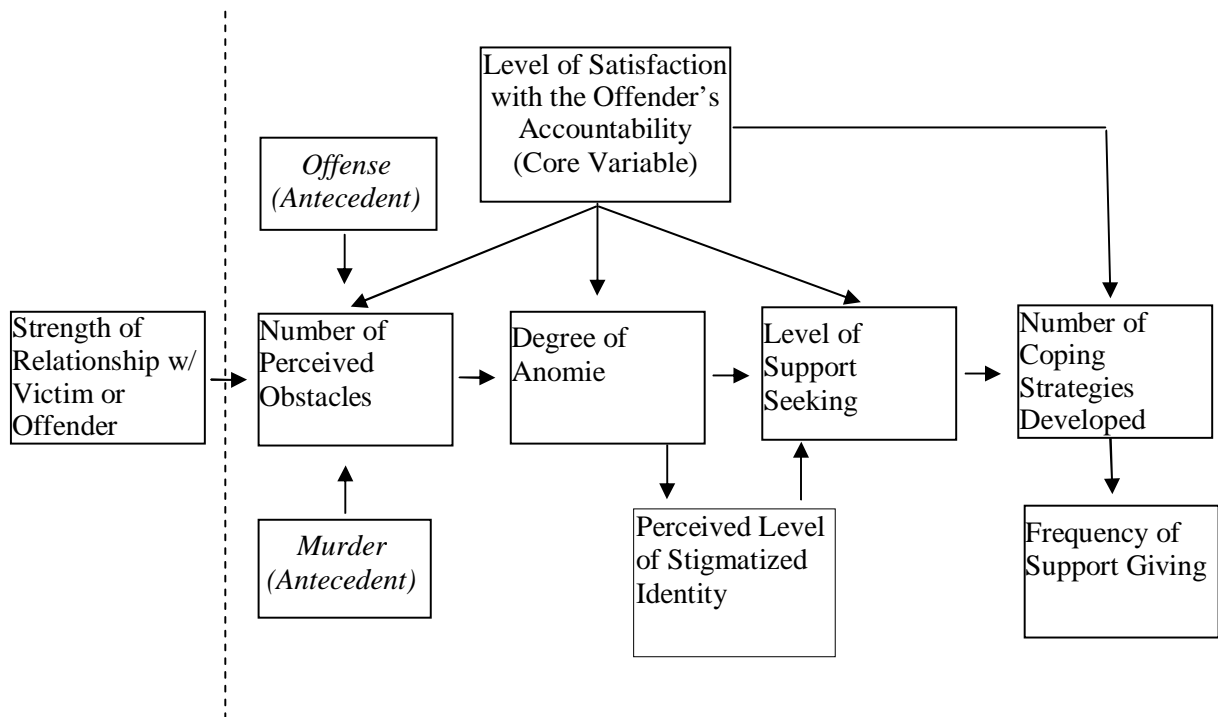 Level of Satisfaction
with the Offender's
Accountability
(Core Variable)
Offense
(Antecedent)
Strength of
Relationship w/
Victim or
Offender
Number of
Perceived
Obstacles
Degree of
Anomie
Level of
Support
Seeking
Number of
Coping
Strategies
Developed
Murder
(Antecedent)
Perceived Level
of Stigmatized
Identity
Frequency of
Support Giving